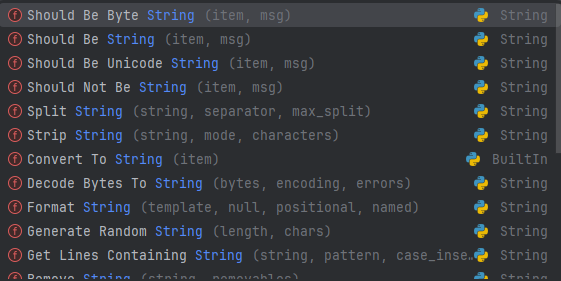 Should Be Byte String (item, msg) String
Should Be String (item, msg) String
Should Be Unicode String (item, msg) String
Should Not Be String (item, msg) String
Split String (string, separator, max_split) String
Strip String (string, mode, characters) String
Convert To String (item) BuiltIn
Decode Bytes To String (bytes, encoding, errors) String
Format String (template, null, positional, named) String
Generate Random String (length, chars) String
Get Lines Containing String (string, pattern, case_inse… String
Remove String (string, removables) String